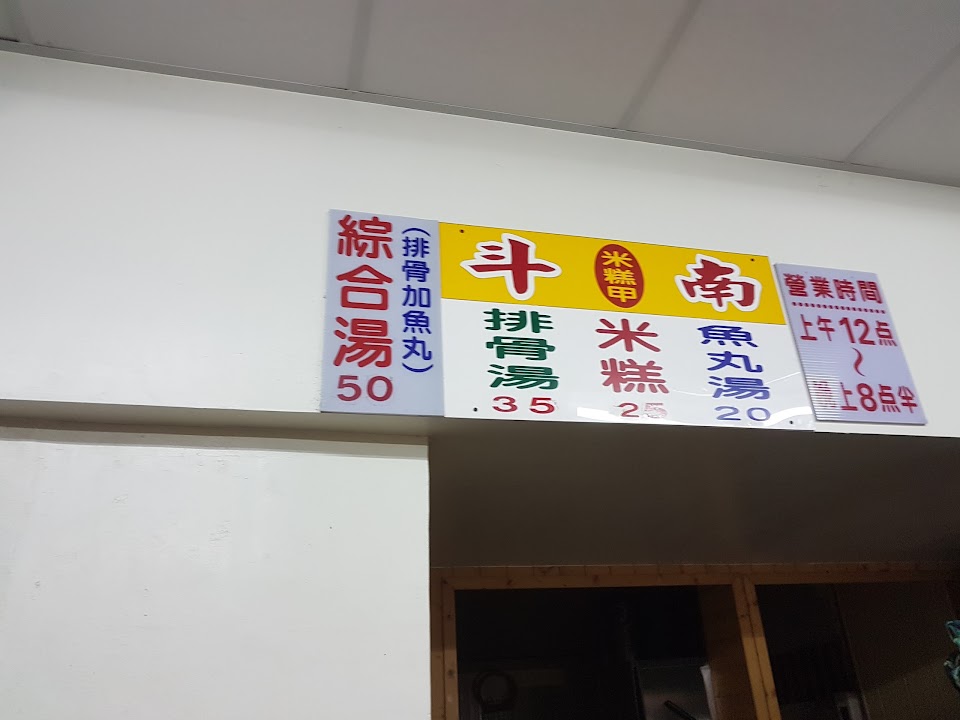 綜合湯
50
(排骨加魚丸)
斗 南
米糕甲
排骨湯
35
米糕
魚丸湯
20
營業時間
上午12点
~
晚上8点半